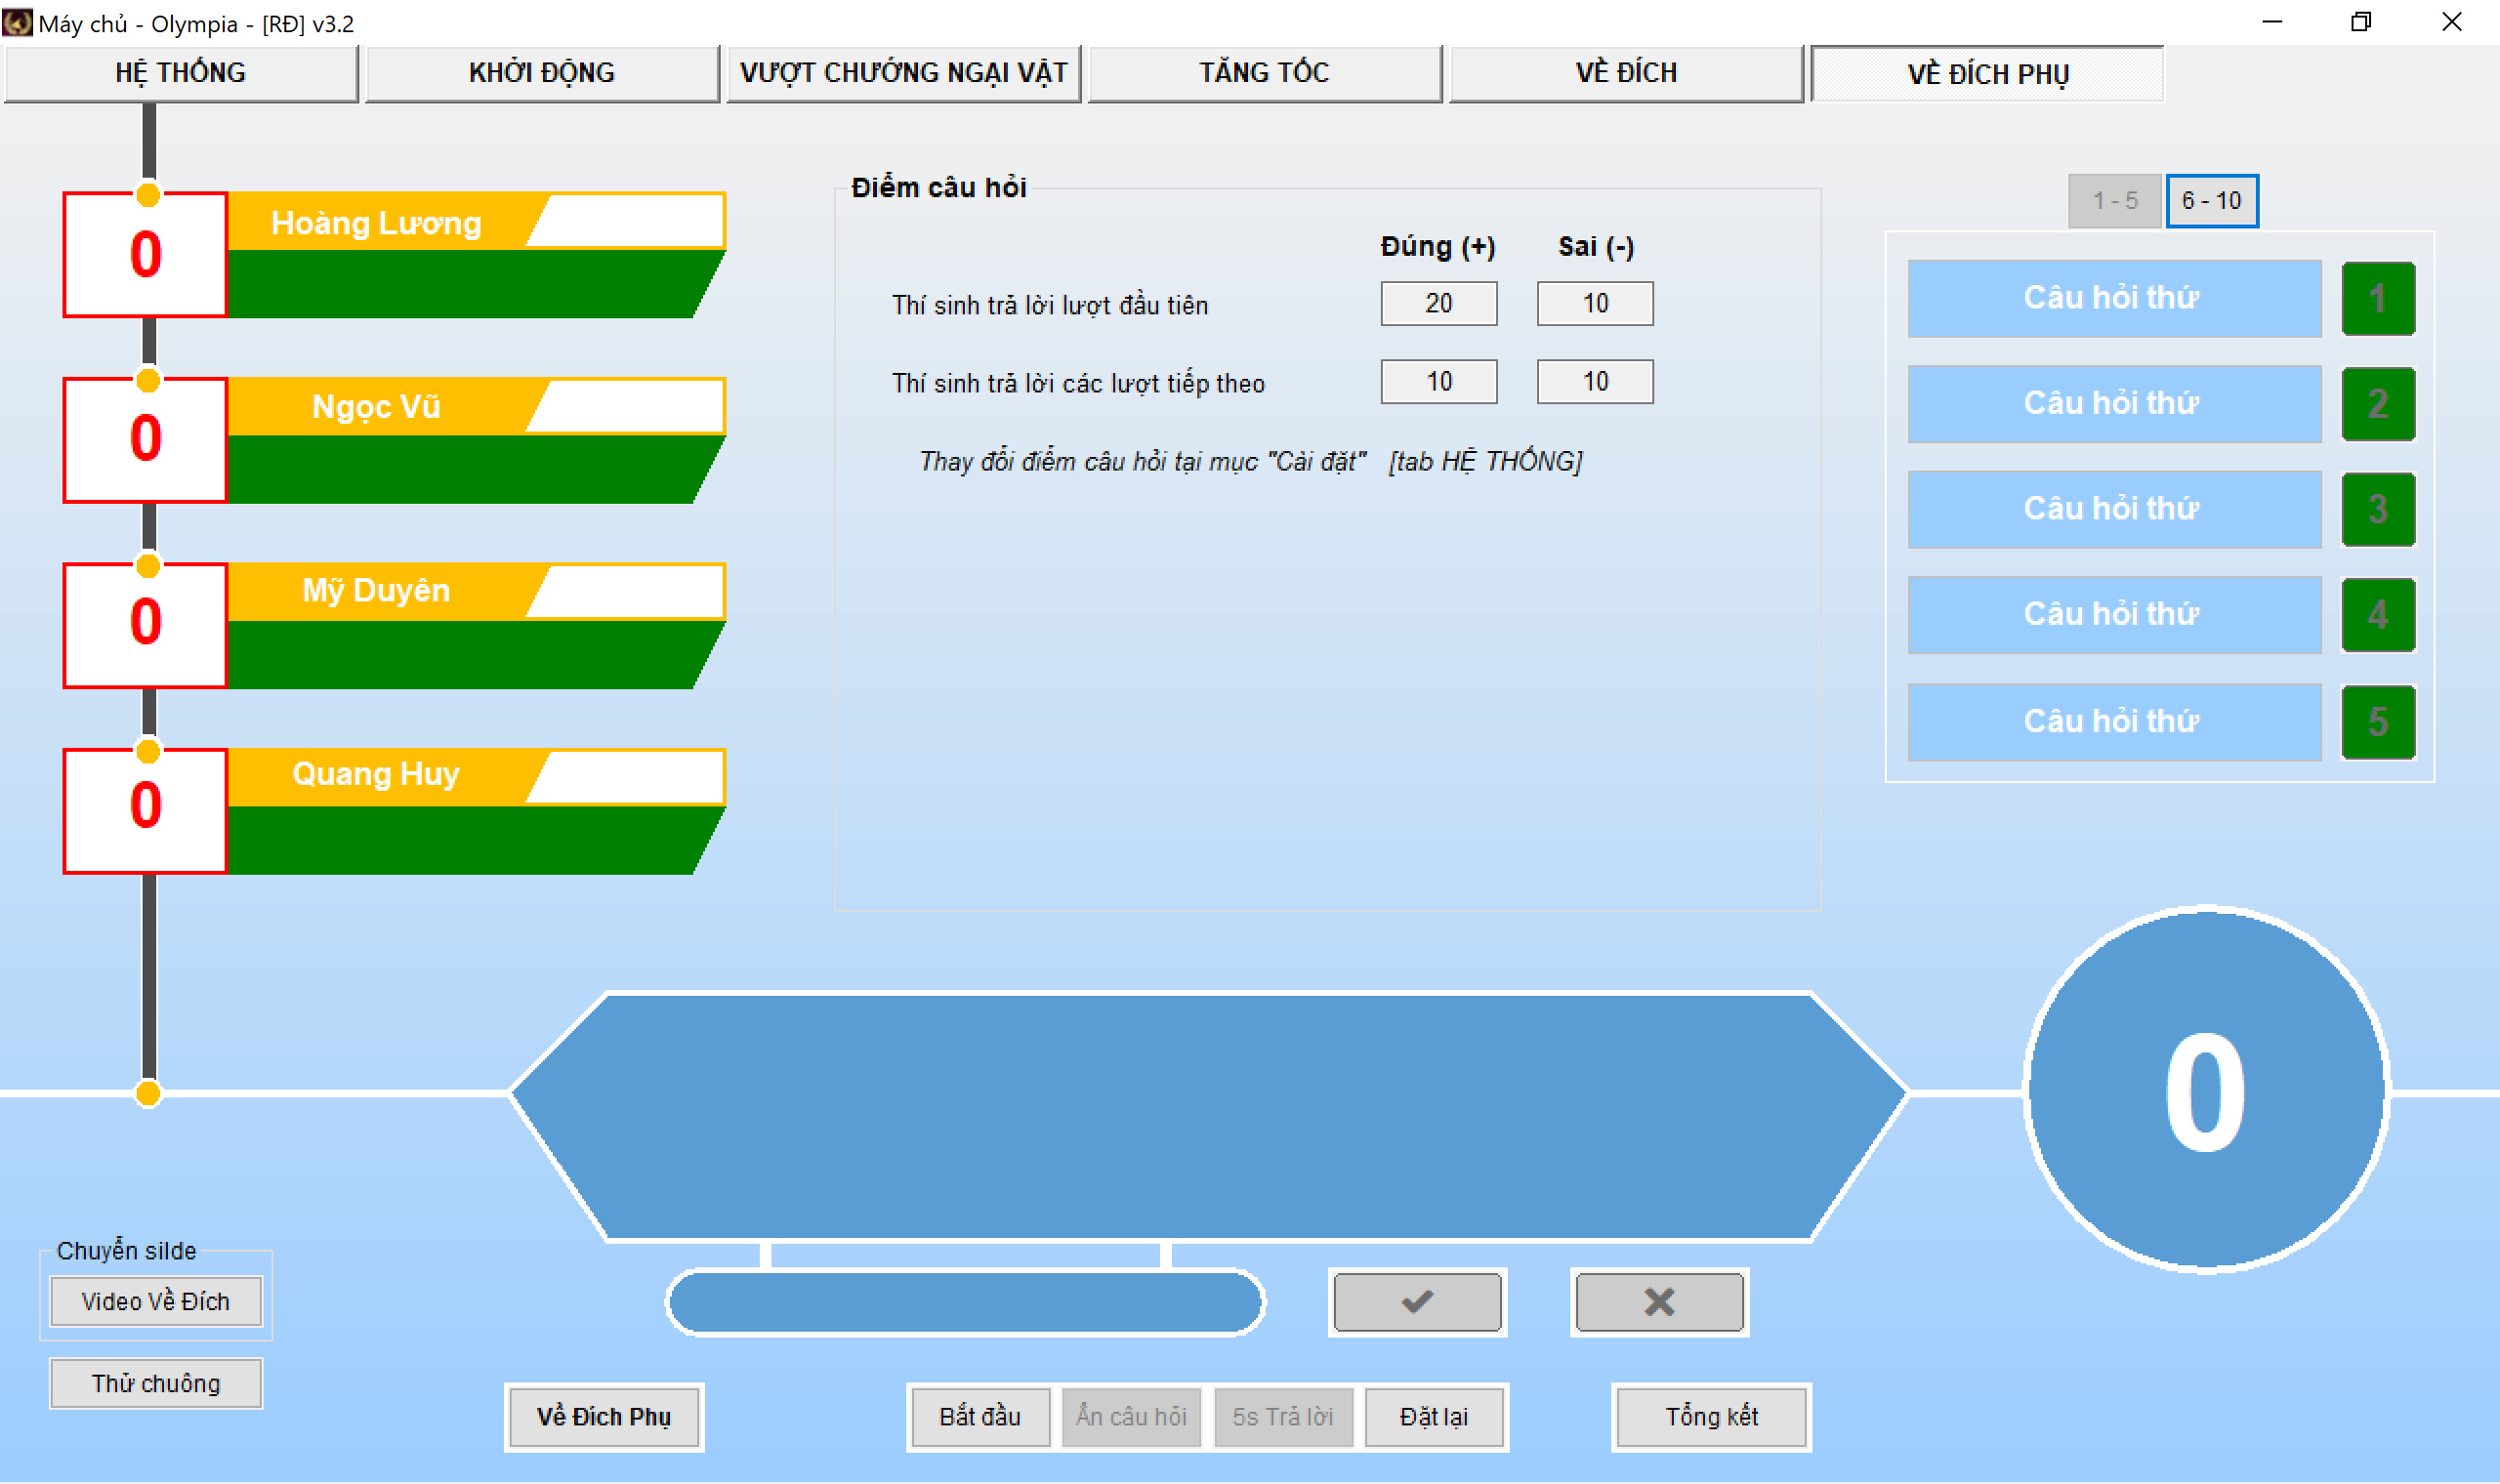 Máy chủ - Olympia - [RĐ] v3.2
HỆ THỐNG
KHỞI ĐỘNG
VƯỢT CHƯỚNG NGẠI VẬT
TĂNG TỐC
VỀ ĐÍCH
VỀ ĐÍCH PHỤ
0
Hoàng Lương
0
Ngọc Vũ
0
Mỹ Duyên
0
Quang Huy
Điểm câu hỏi
Đúng (+) Sai (-)
Thí sinh trả lời lượt đầu tiên 20 10
Thí sinh trả lời các lượt tiếp theo 10 10
Thay đổi điểm câu hỏi tại mục "Cài đặt" [tab HỆ THỐNG]
1 - 5
6 - 10
Câu hỏi thứ 1
Câu hỏi thứ 2
Câu hỏi thứ 3
Câu hỏi thứ 4
Câu hỏi thứ 5
0
Chuyển silde
Video Về Đích
Thử chuông
Về Đích Phụ
Bắt đầu
Ẩn câu hỏi
5s Trả lời
Đặt lại
Tổng kết